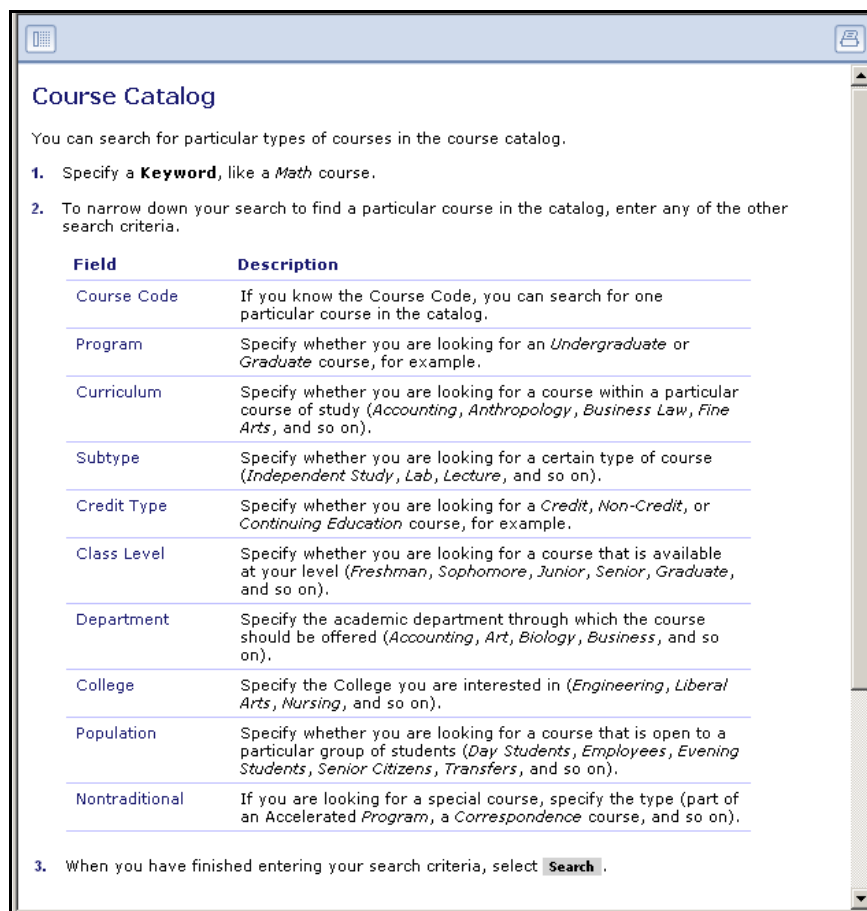 Course Catalog
You can search for particular types of courses in the course catalog.
1. Specify a Keyword, like a Math course.
2. To narrow down your search to find a particular course in the catalog, enter any of the other
search criteria.
Field Description
Course Code If you know the Course Code, you can search for one
particular course in the catalog.
Program Specify whether you are looking for an Undergraduate or
Graduate course, for example.
Curriculum Specify whether you are looking for a course within a particular
course of study (Accounting, Anthropology, Business Law, Fine
Arts, and so on).
Subtype Specify whether you are looking for a certain type of course
(Independent Study, Lab, Lecture, and so on).
Credit Type Specify whether you are looking for a Credit, Non-Credit, or
Continuing Education course, for example.
Class Level Specify whether you are looking for a course that is available
at your level (Freshman, Sophomore, Junior, Senior, Graduate,
and so on).
Department Specify the academic department through which the course
should be offered (Accounting, Art, Biology, Business, and so
on).
College Specify the College you are interested in (Engineering, Liberal
Arts, Nursing, and so on).
Population Specify whether you are looking for a course that is open to a
particular group of students (Day Students, Employees, Evening
Students, Senior Citizens, Transfers, and so on).
Nontraditional If you are looking for a special course, specify the type (part of
an Accelerated Program, a Correspondence course, and so on).
3. When you have finished entering your search criteria, select Search .